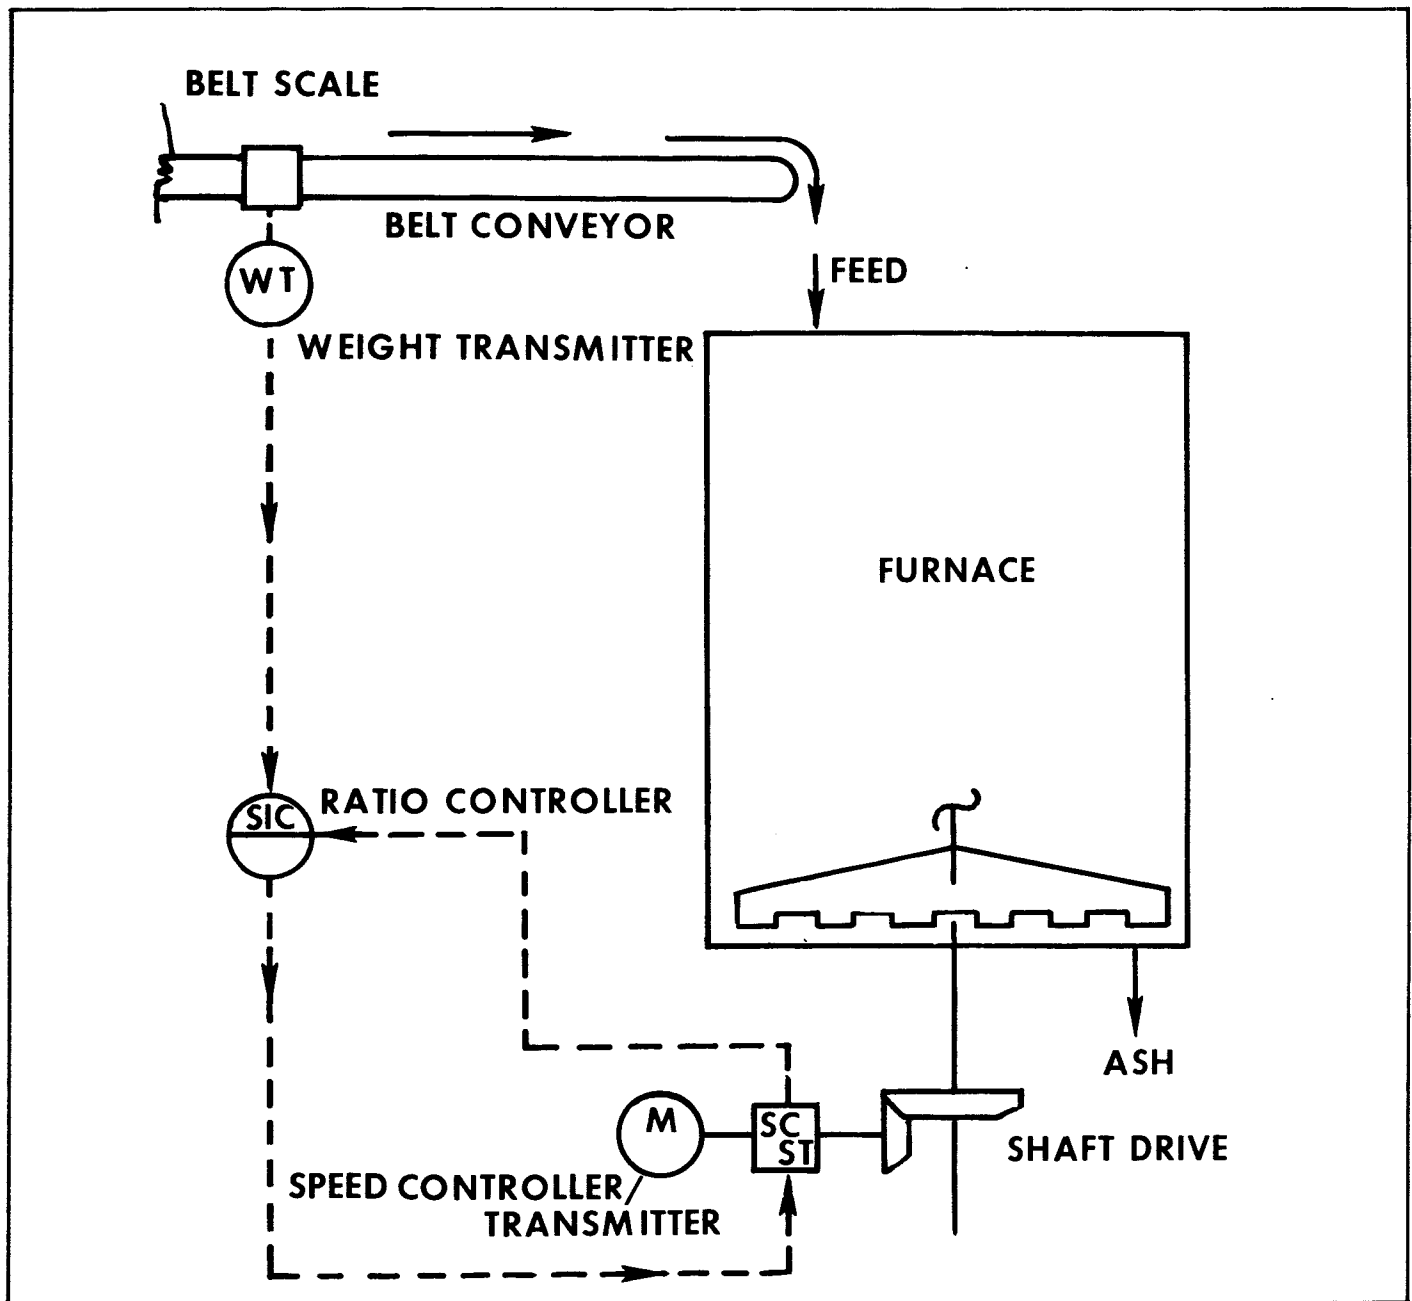 BELT SCALE
BELT CONVEYOR
WT
FEED
WEIGHT TRANSMITTER
FURNACE
SIC
RATIO CONTROLLER
ASH
M
SC
ST
SHAFT DRIVE
SPEED CONTROLLER/
TRANSMITTER